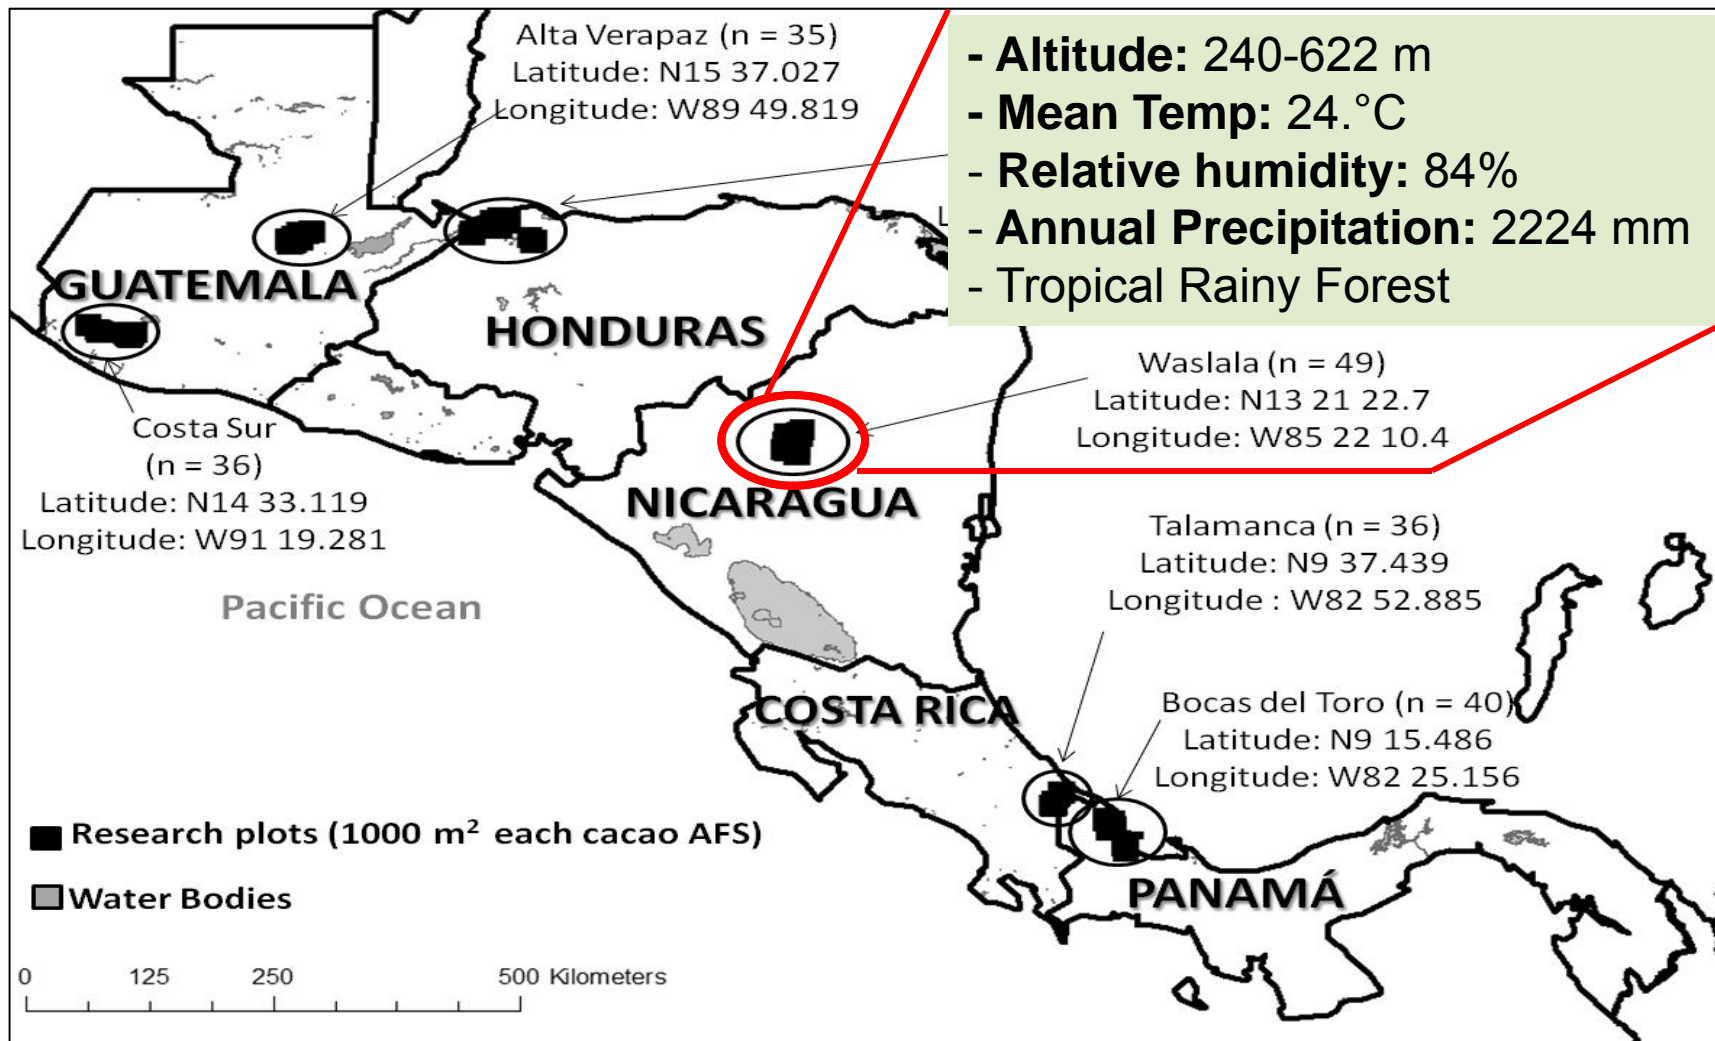 Alta Verapaz (n = 35)
Latitude: N15 37.027
Longitude: W89 49.819
- Altitude: 240-622 m
- Mean Temp: 24.°C
- Relative humidity: 84%
- Annual Precipitation: 2224 mm
- Tropical Rainy Forest
L
GUATEMALA
HONDURAS
Waslala (n = 49)
Latitude: N13 21 22.7
Longitude: W85 22 10.4
Costa Sur
(n = 36)
Latitude: N14 33.119
Longitude: W91 19.281
NICARAGUA
Talamanca (n = 36)
Latitude: N9 37.439
Longitude : W82 52.885
Pacific Ocean
COSTA RICA
Bocas del Toro (n = 40)
Latitude: N9 15.486
Longitude: W82 25.156
Research plots (1000 m² each cacao AFS)
Water Bodies
PANAMÁ
0 125 250 500 Kilometers